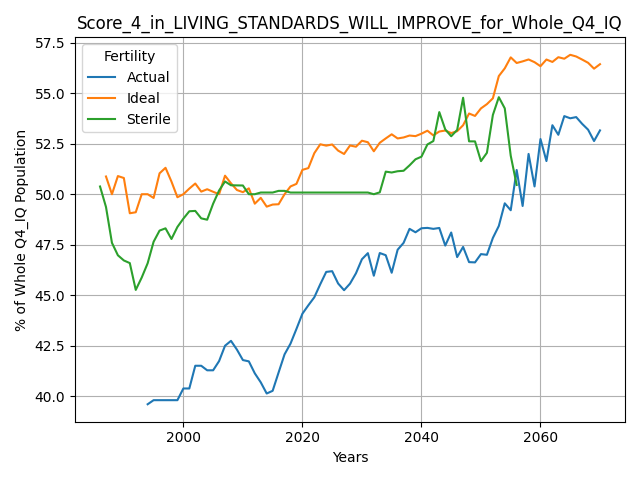 Score_4_in_LIVING_STANDARDS_WILL_IMPROVE_for_Whole_Q4_IQ
57.5
55.0
52.5
50.0
47.5
45.0
42.5
40.0
% of Whole Q4_IQ Population
Fertility
Actual
Ideal
Sterile
2000
2020
2040
2060
Years